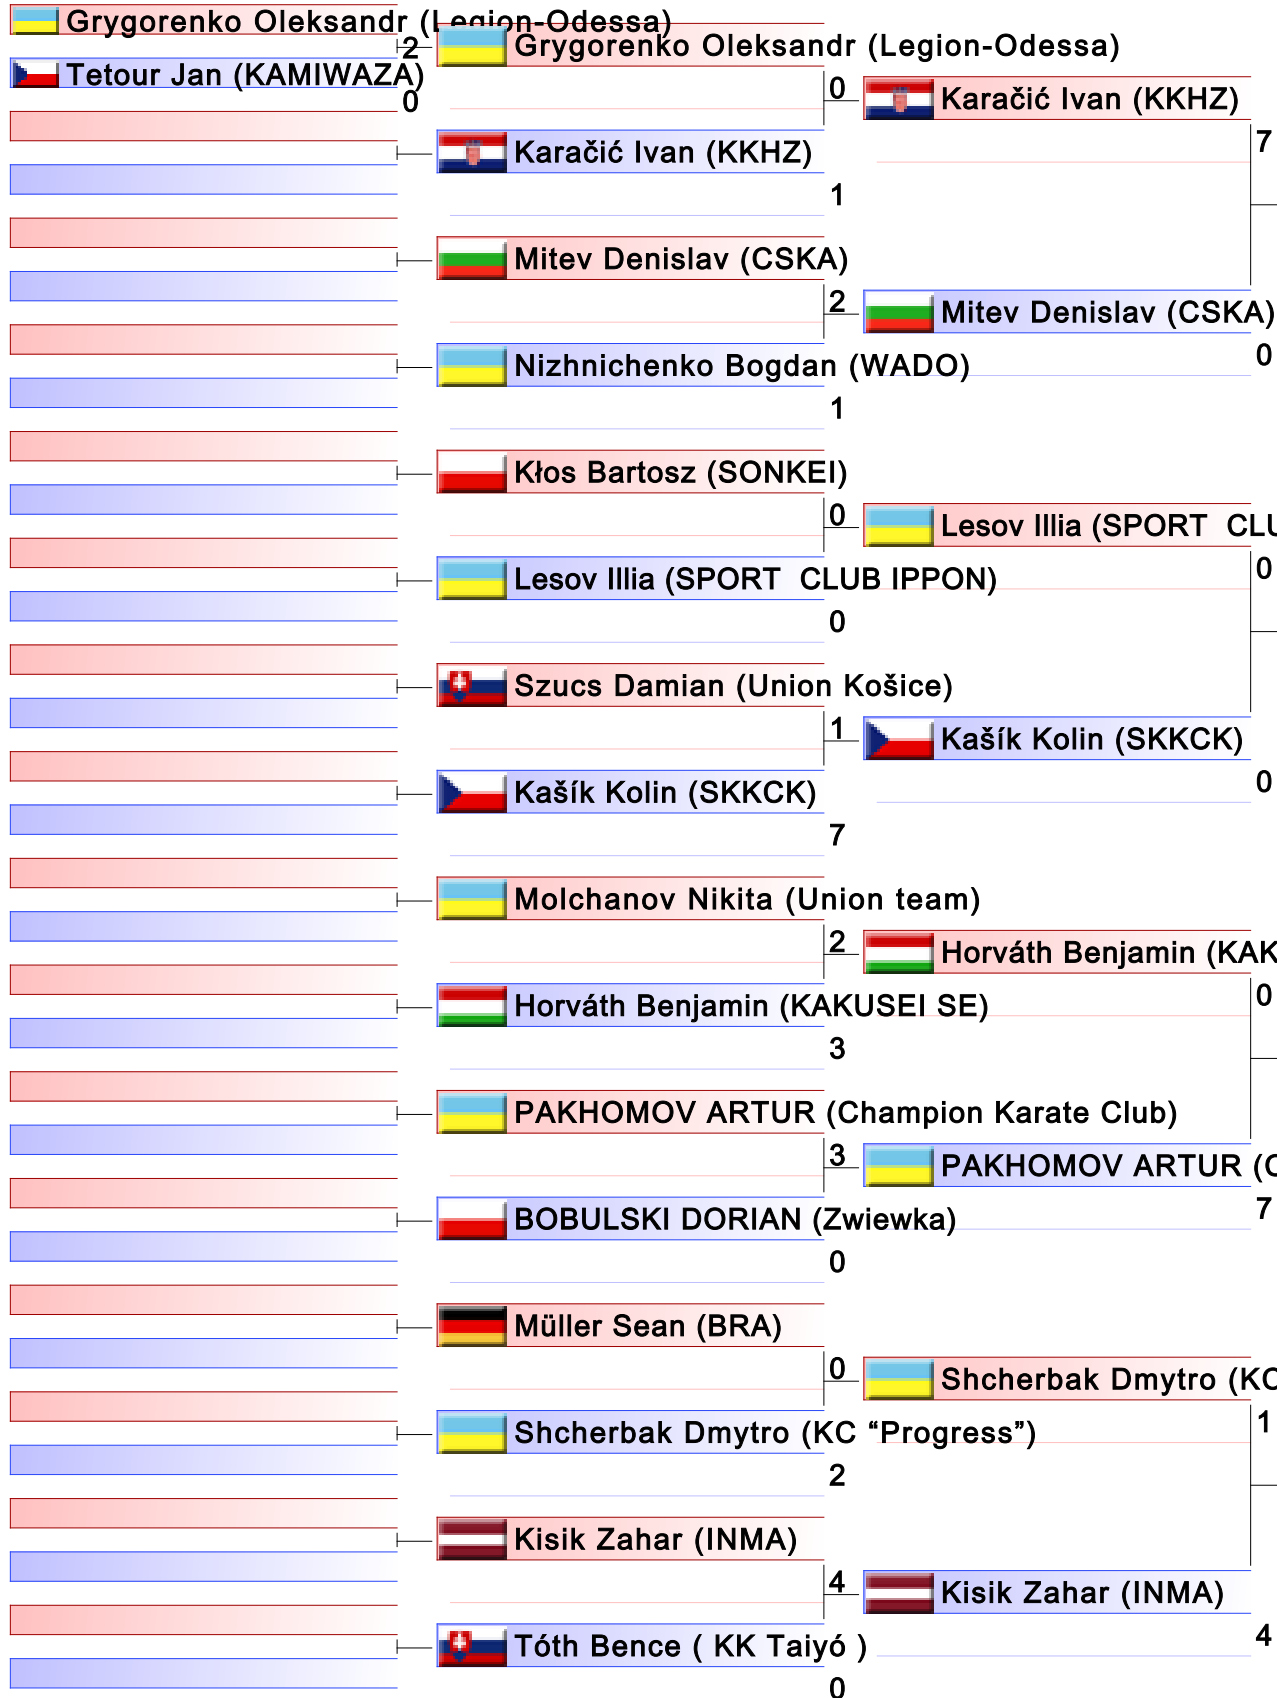 Grygorenko Oleksandr (Legion-Odessa)
2
Tetour Jan (KAMIWAZA)
0
Grygorenko Oleksandr (Legion-Odessa)
0
Karačić Ivan (KKHZ)
1
Mitev Denislav (CSKA)
2
Nizhnichenko Bogdan (WADO)
1
Kłos Bartosz (SONKEI)
0
Lesov Illia (SPORT  CLUB IPPON)
0
Szucs Damian (Union Košice)
1
Kašík Kolin (SKKCK)
7
Molchanov Nikita (Union team)
2
Horváth Benjamin (KAKUSEI SE)
3
PAKHOMOV ARTUR (Champion Karate Club)
3
BOBULSKI DORIAN (Zwiewka)
0
Müller Sean (BRA)
0
Shcherbak Dmytro (KC “Progress”)
2
Kisik Zahar (INMA)
4
Tóth Bence ( KK Taiyó )
0
Karačić Ivan (KKHZ)
7
Mitev Denislav (CSKA)
0
Lesov Illia (SPORT  CLU
0
Kašík Kolin (SKKCK)
0
Horváth Benjamin (KAK
0
PAKHOMOV ARTUR (C
7
Shcherbak Dmytro (KC
1
Kisik Zahar (INMA)
4